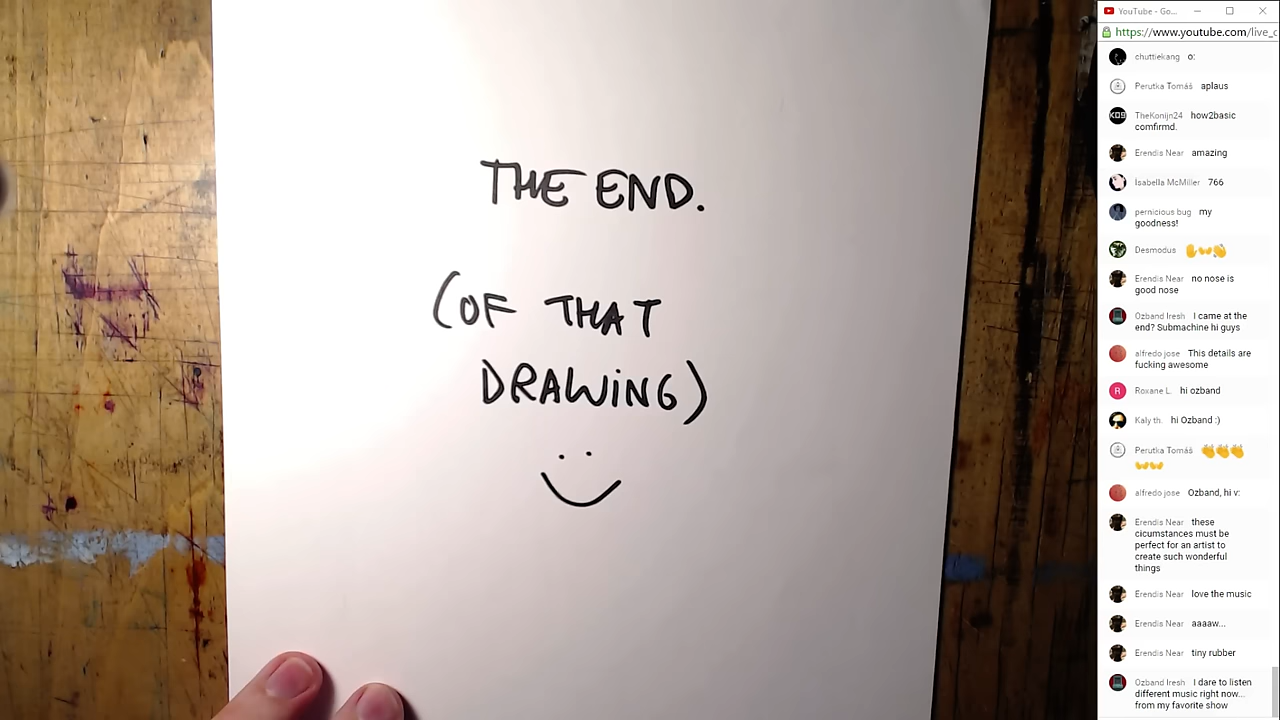 THE END.
(OF THAT
DRAWING)
YouTube - Go...
https://www.youtube.com/live_c
chuttiekang o:
Perutka Tomáš aplaus
TheKonijn24 how2basic
comfirmd.
Erendis Near amazing
Isabella McMiller 766
pernicious bug my
goodness!
Desmodus
Erendis Near no nose is
good nose
Ozband Iresh I came at the
end? Submachine hi guys
alfredo jose This details are
fucking awesome
Roxane L. hi ozband
Kaly th. hi Ozband :)
Perutka Tomáš
alfredo jose Ozband, hi v:
Erendis Near these
cicumstances must be
perfect for an artist to
create such wonderful
things
Erendis Near love the music
Erendis Near aaaaw...
Erendis Near tiny rubber
Ozband Iresh I dare to listen
different music right now...
from my favorite show